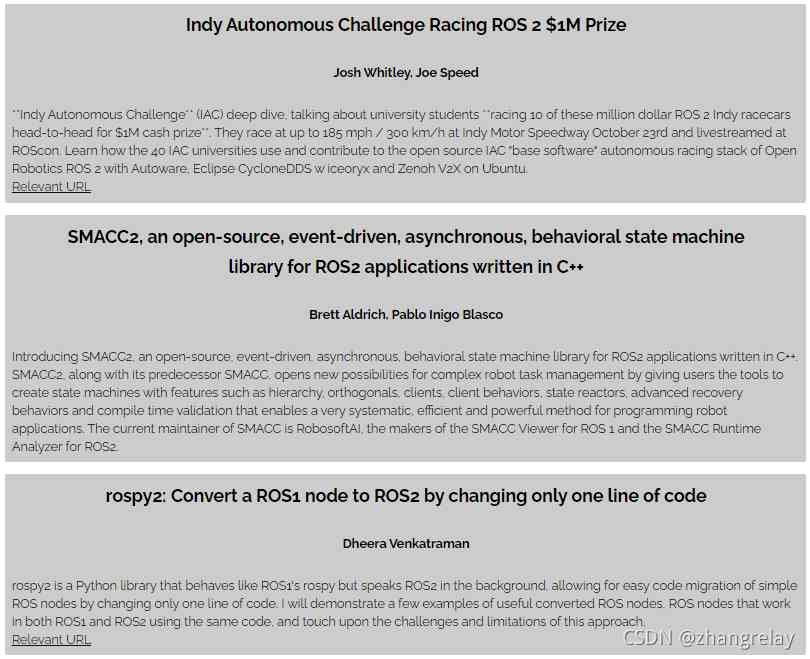 Indy Autonomous Challenge Racing ROS 2 $1M Prize
Josh Whitley, Joe Speed
**Indy Autonomous Challenge** (IAC) deep dive, talking about university students **racing 10 of these million dollar ROS 2 Indy racecars
head-to-head for $1M cash prize**. They race at up to 185 mph / 300 km/h at Indy Motor Speedway October 23rd and livestreamed at
ROScon. Learn how the 40 IAC universities use and contribute to the open source IAC "base software" autonomous racing stack of Open
Robotics ROS 2 with Autoware, Eclipse CycloneDDS w iceoryx and Zenoh V2X on Ubuntu.
Relevant URL
SMACC2, an open-source, event-driven, asynchronous, behavioral state machine
library for ROS2 applications written in C++
Brett Aldrich, Pablo Inigo Blasco
Introducing SMACC2, an open-source, event-driven, asynchronous, behavioral state machine library for ROS2 applications written in C++.
SMACC2, along with its predecessor SMACC, opens new possibilities for complex robot task management by giving users the tools to
create state machines with features such as hierarchy, orthogonals, clients, client behaviors, state reactors, advanced recovery
behaviors and compile time validation that enables a very systematic, efficient and powerful method for programming robot
applications. The current maintainer of SMACC is RobosoftAI, the makers of the SMACC Viewer for ROS 1 and the SMACC Runtime
Analyzer for ROS2.
rospy2: Convert a ROS1 node to ROS2 by changing only one line of code
Dheera Venkatraman
rospy2 is a Python library that behaves like ROS1's rospy but speaks ROS2 in the background, allowing for easy code migration of simple
ROS nodes by changing only one line of code. I will demonstrate a few examples of useful converted ROS nodes. ROS nodes that work
in both ROS1 and ROS2 using the same code, and touch upon the challenges and limitations of this approach.
Relevant URL
CSDN @zhangrelay